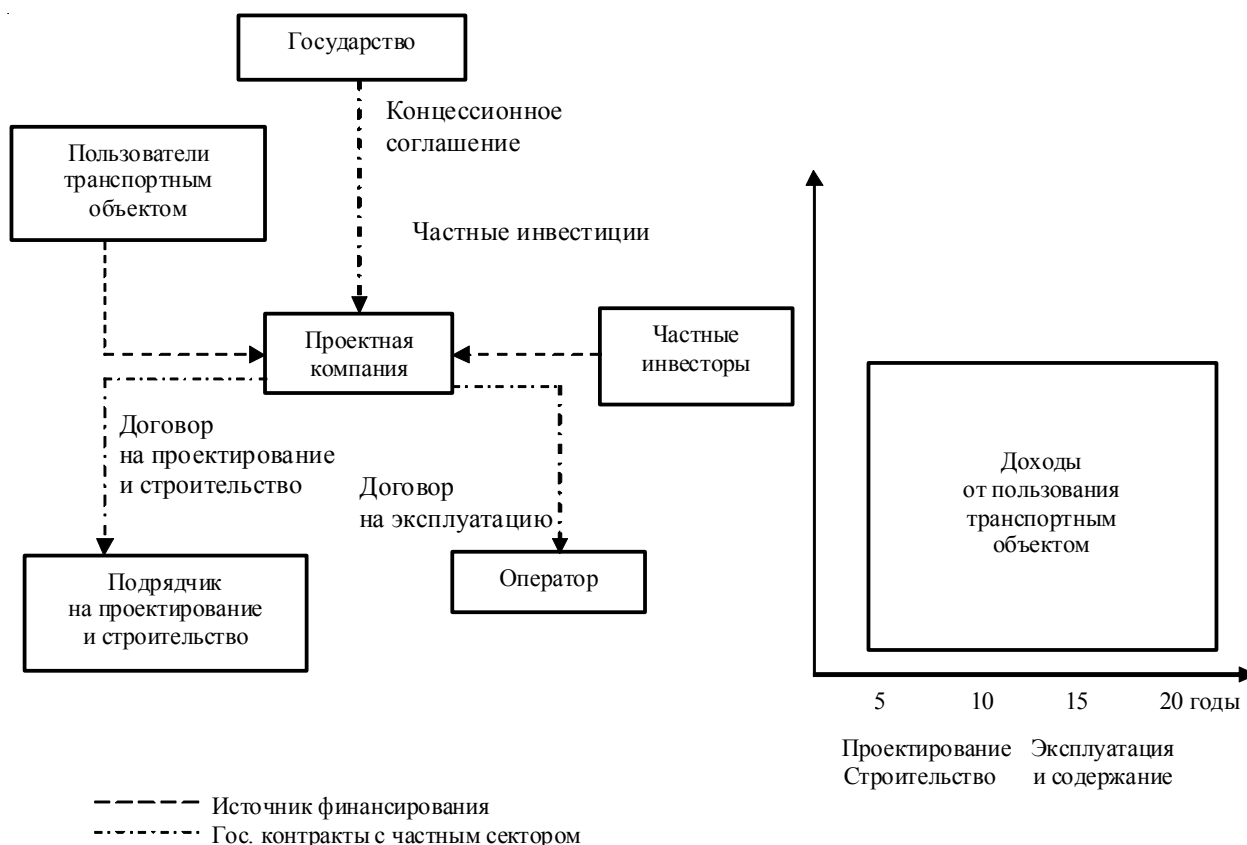 Государство
Концессионное
соглашение
Пользователи
транспортным
объектом
Частные инвестиции
Проектная
компания
Частные
инвесторы
Договор
на проектирование
и строительство
Договор
на эксплуатацию
Подрядчик
на проектирование
и строительство
Оператор
Доходы
от пользования
транспортным
объектом
5 10 15 20 годы
Проектирование Эксплуатация
Строительство и содержание
Источник финансирования
Гос. контракты с частным сектором